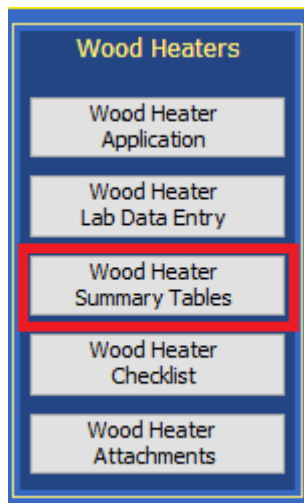 Wood Heaters
Wood Heater
Application
Wood Heater
Lab Data Entry
Wood Heater
Summary Tables
Wood Heater
Checklist
Wood Heater
Attachments